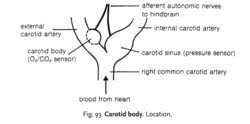 afferent autonomic nerves
to hindbrain
external
carotid artery
internal carotid artery
carotid body
(O₂/CO₂ sensor)
carotid sinus (pressure sensor)
right common carotid artery
blood from heart
Fig. 93. Carotid body. Location.